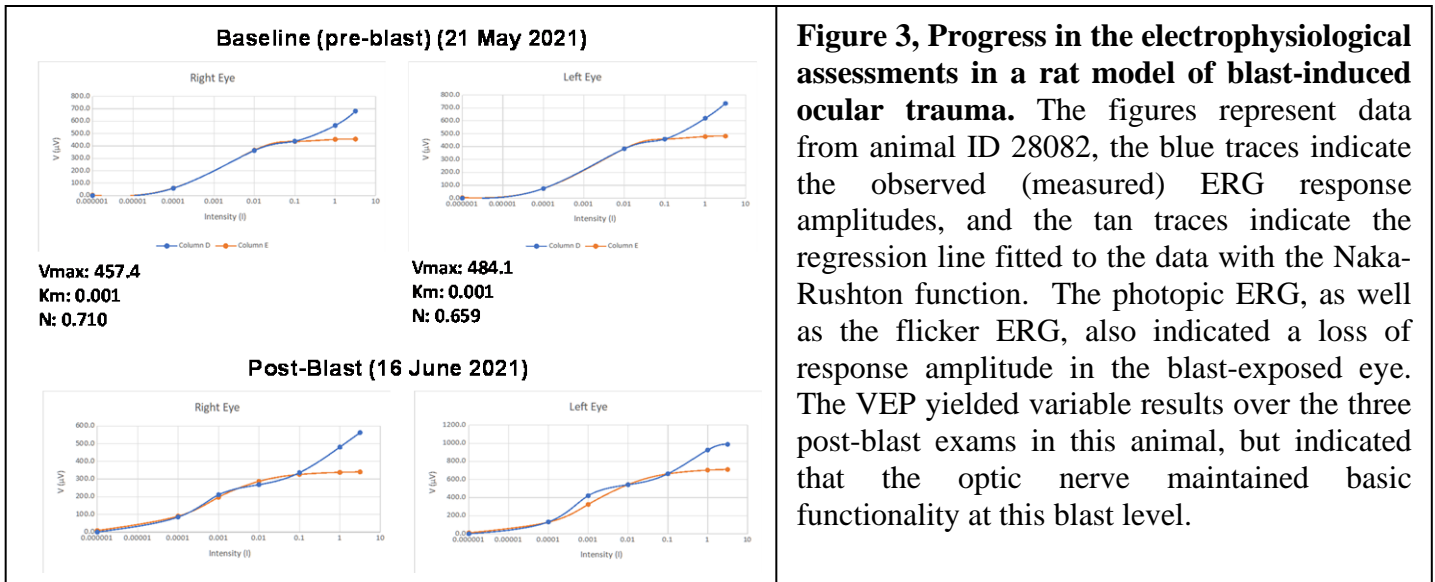 Baseline (pre-blast) (21 May 2021)
Right Eye
800.0
700.0
600.0
500.0
400.0
300.0
200.0
100.0
0.0
V (µV)
0.000001 0.00001 0.0001 0.001 0.01 0.1 1 10
Intensity (I)
Column D Column E
Vmax: 457.4
Km: 0.001
N: 0.710
Left Eye
800.0
700.0
600.0
500.0
400.0
300.0
200.0
100.0
0.0
V (µV)
0.000001 0.00001 0.0001 0.001 0.01 0.1 1 10
Intensity (I)
Column D Column E
Vmax: 484.1
Km: 0.001
N: 0.659
Post-Blast (16 June 2021)
Right Eye
600.0
500.0
400.0
300.0
200.0
100.0
0.0
V (µV)
0.000001 0.00001 0.0001 0.001 0.01 0.1 1 10
Intensity (I)
Left Eye
1200.0
1000.0
800.0
600.0
400.0
200.0
0.0
V (µV)
0.000001 0.00001 0.0001 0.001 0.01 0.1 1 10
Intensity (I)
Figure 3, Progress in the electrophysiological
assessments in a rat model of blast-induced
ocular trauma. The figures represent data
from animal ID 28082, the blue traces indicate
the observed (measured) ERG response
amplitudes, and the tan traces indicate the
regression line fitted to the data with the Naka-
Rushton function. The photopic ERG, as well
as the flicker ERG, also indicated a loss of
response amplitude in the blast-exposed eye.
The VEP yielded variable results over the three
post-blast exams in this animal, but indicated
that the optic nerve maintained basic
functionality at this blast level.